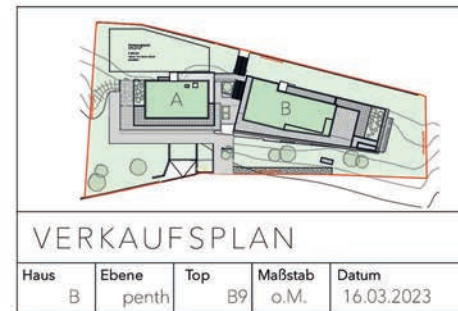 A
B
VERKAUFSPLAN
Haus Ebene Top Maßstab Datum
B penth B9 o.M. 16.03.2023